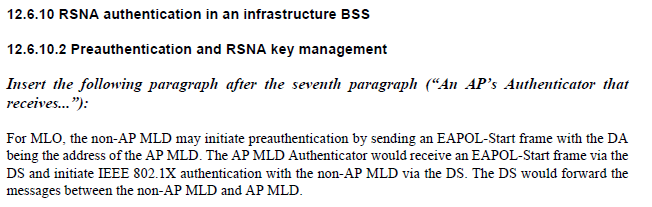 12.6.10 RSNA authentication in an infrastructure BSS
12.6.10.2 Preauthentication and RSNA key management
Insert the following paragraph after the seventh paragraph (“An AP’s Authenticator that
receives...”):
For MLO, the non-AP MLD may initiate preauthentication by sending an EAPOL-Start frame with the DA
being the address of the AP MLD. The AP MLD Authenticator would receive an EAPOL-Start frame via the
DS and initiate IEEE 802.1X authentication with the non-AP MLD via the DS. The DS would forward the
messages between the non-AP MLD and AP MLD.